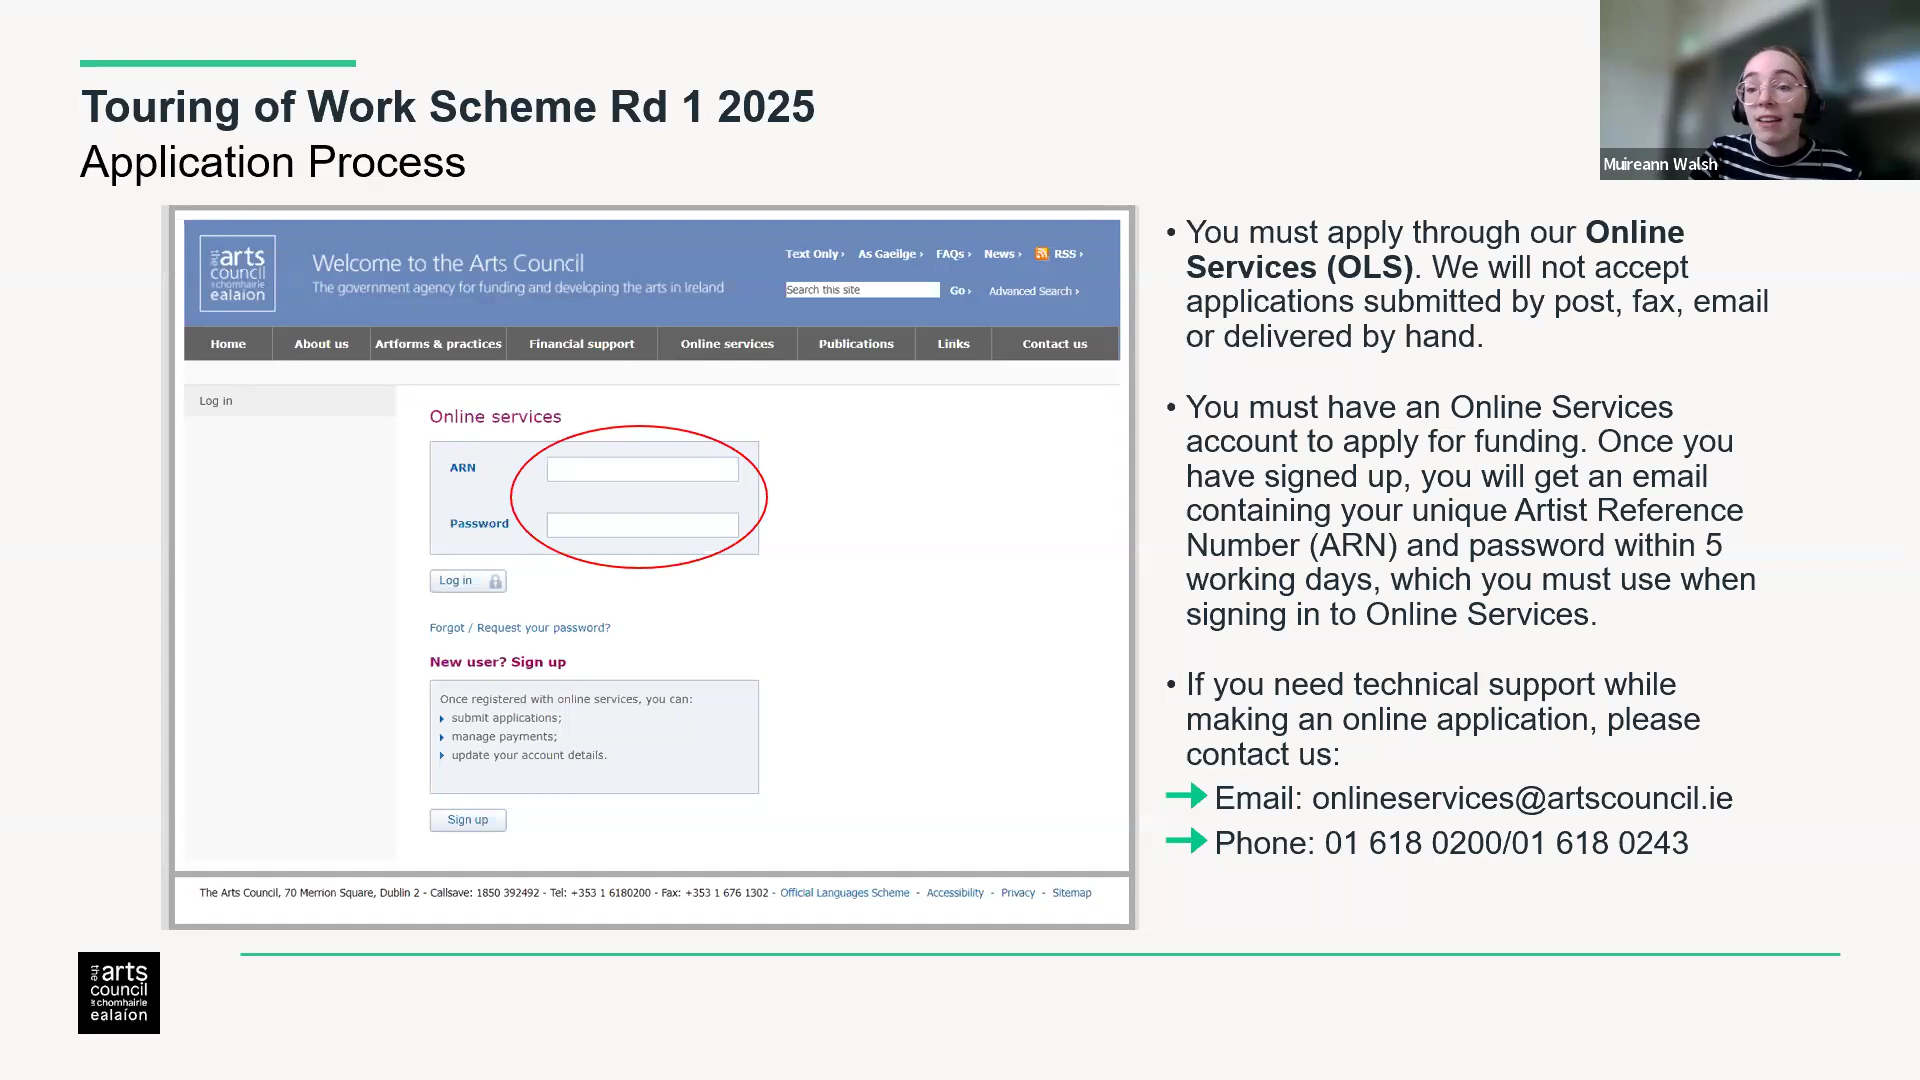 Touring of Work Scheme Rd 1 2025
Application Process
Muireann Walsh
the arts
council
chomhairle
ealaíon
Welcome to the Arts Council
The government agency for funding and developing the arts in Ireland
Text Only › As Gaeilge › FAQs › News › RSS ›
Search this site Go › Advanced Search ›
Home About us Artforms & practices Financial support Online services Publications Links Contact us
Log in
Online services
ARN
Password
Log in
Forgot / Request your password?
New user? Sign up
Once registered with online services, you can:
submit applications;
manage payments;
update your account details.
Sign up
The Arts Council, 70 Merrion Square, Dublin 2 - Callsave: 1850 392492 - Tel: +353 1 6180200 - Fax: +353 1 676 1302 - Official Languages Scheme - Accessibility - Privacy - Sitemap
• You must apply through our Online
Services (OLS). We will not accept
applications submitted by post, fax, email
or delivered by hand.
• You must have an Online Services
account to apply for funding. Once you
have signed up, you will get an email
containing your unique Artist Reference
Number (ARN) and password within 5
working days, which you must use when
signing in to Online Services.
• If you need technical support while
making an online application, please
contact us:
Email: onlineservices@artscouncil.ie
Phone: 01 618 0200/01 618 0243
the arts
council
chomhairle
ealaíon